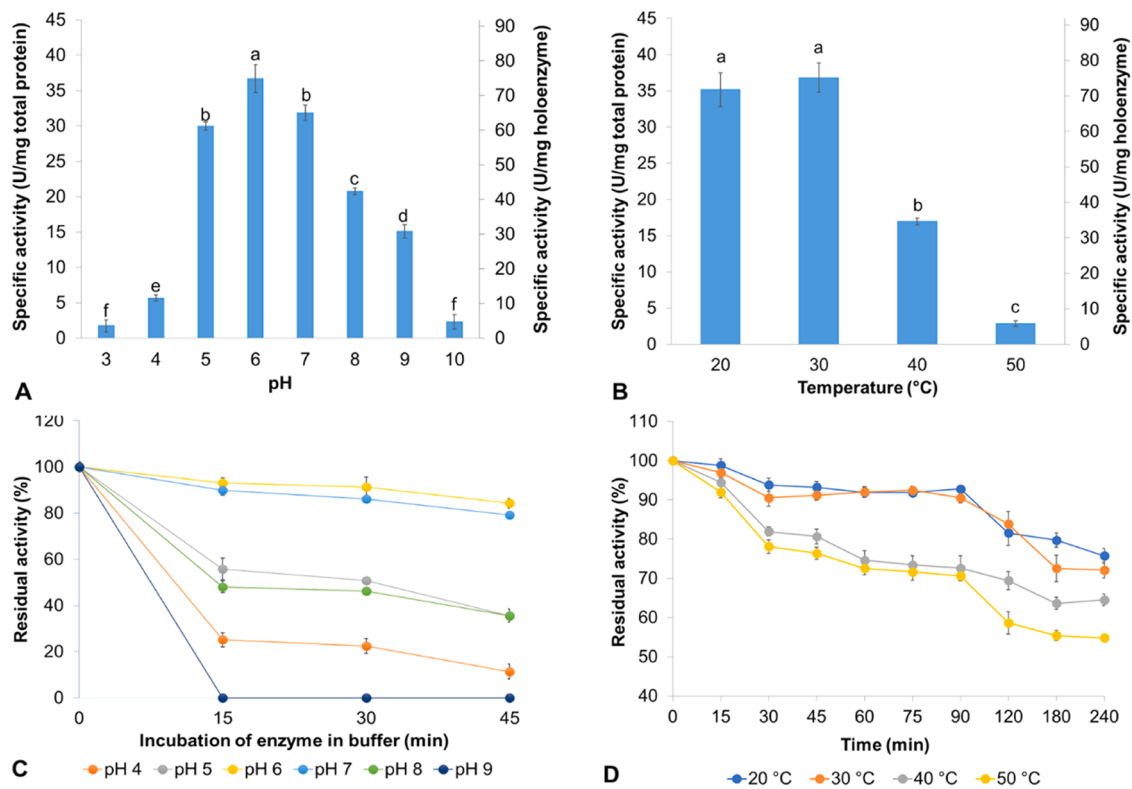 Specific activity (U/mg total protein)
45
40
35
30
25
20
15
10
5
0
f
e
b
a
b
c
d
f
3 4 5 6 7 8 9 10
pH
90
80
70
60
50
40
30
20
10
0
Specific activity (U/mg holoenzyme)
A
Specific activity (U/mg total protein)
45
40
35
30
25
20
15
10
5
0
a
a
b
c
20 30 40 50
Temperature (°C)
90
80
70
60
50
40
30
20
10
0
Specific activity (U/mg holoenzyme)
B
Residual activity (%)
120
100
80
60
40
20
0
0 15 30 45
Incubation of enzyme in buffer (min)
C
pH 4 pH 5 pH 6 pH 7 pH 8 pH 9
Residual activity (%)
110
100
90
80
70
60
50
40
0 15 30 45 60 75 90 120 180 240
Time (min)
D
20 °C 30 °C 40 °C 50 °C